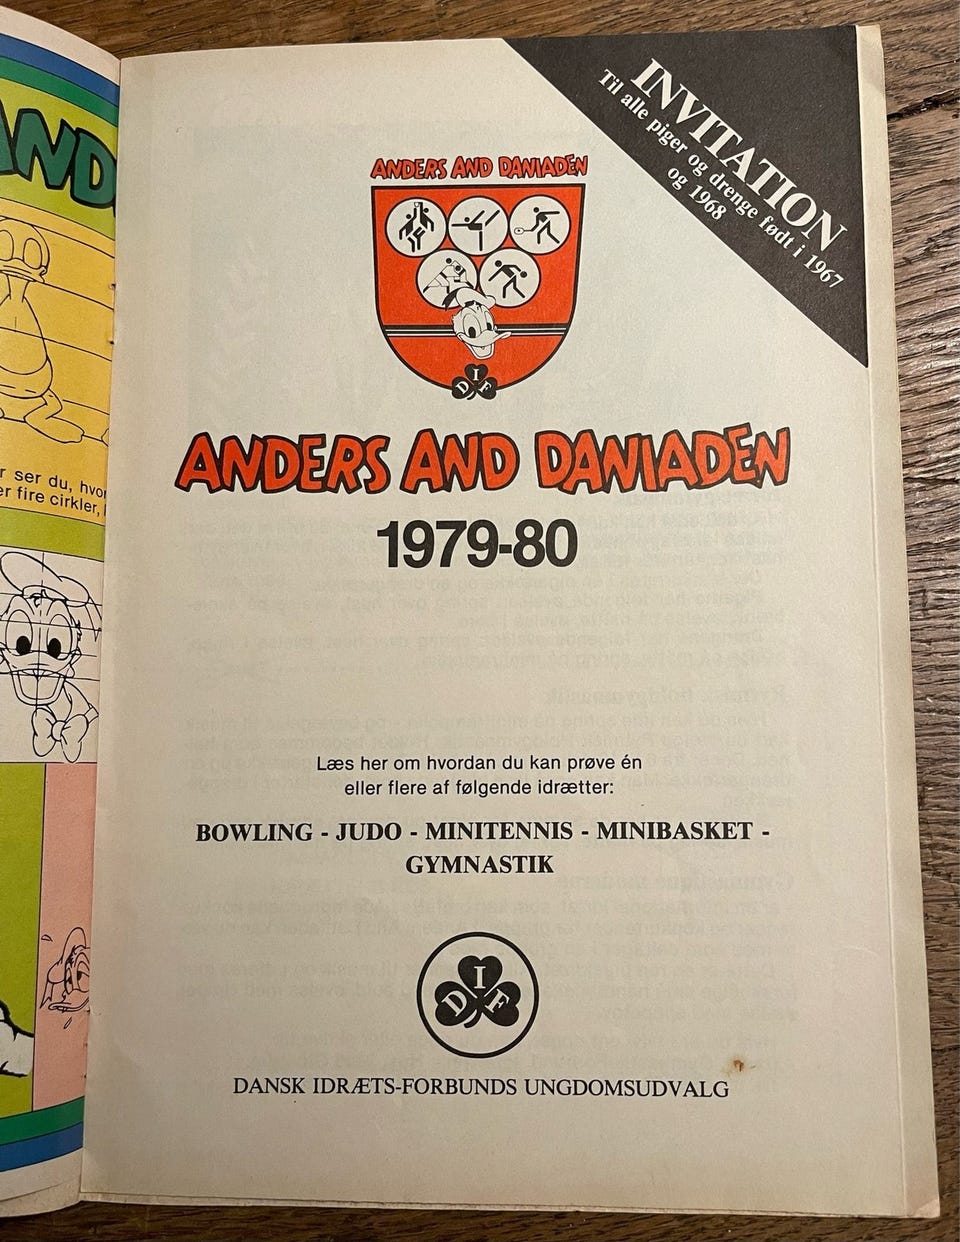 AND
r ser du, hvor
er fire cirkler,
INVITATION
Til alle piger og drenge født i 1967
og 1968
ANDERS AND DANIADEN
D I F
ANDERS AND DANIADEN
1979-80
Læs her om hvordan du kan prøve én
eller flere af følgende idrætter:
BOWLING - JUDO - MINITENNIS - MINIBASKET -
GYMNASTIK
D I F
DANSK IDRÆTS-FORBUNDS UNGDOMSUDVALG